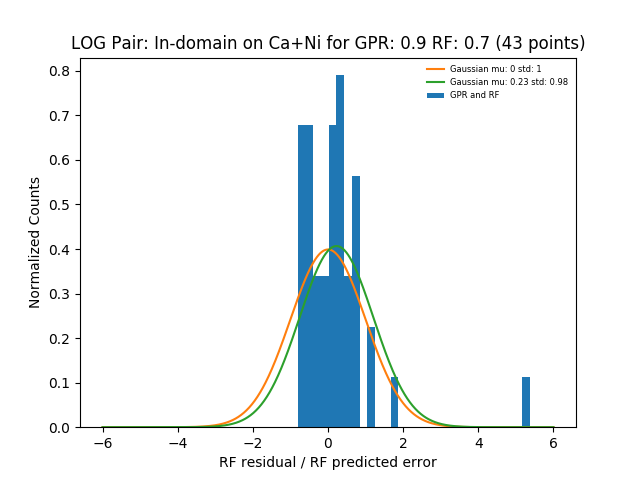 LOG Pair: In-domain on Ca+Ni for GPR: 0.9 RF: 0.7 (43 points)
Gaussian mu: 0 std: 1
Gaussian mu: 0.23 std: 0.98
GPR and RF
Normalized Counts
0.8
0.7
0.6
0.5
0.4
0.3
0.2
0.1
0.0
−6
−4
−2
0
2
4
6
RF residual / RF predicted error